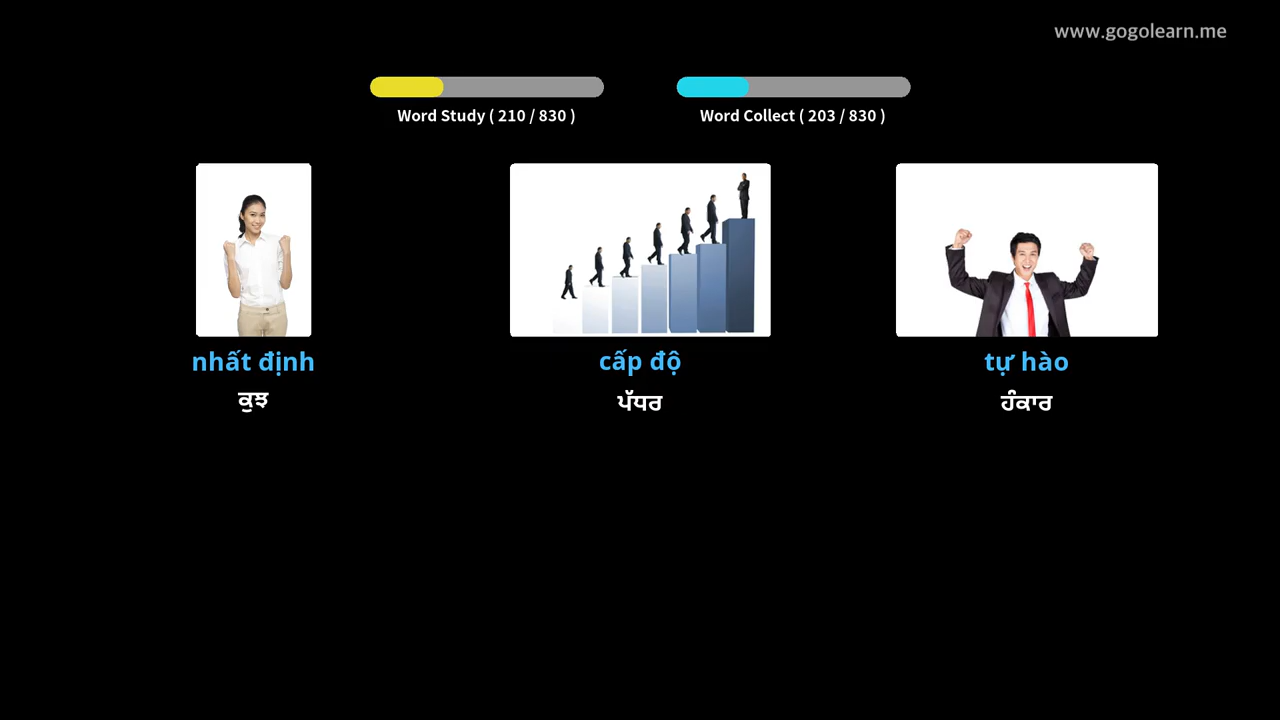 www.gogolearn.me
Word Study ( 210 / 830 )
Word Collect ( 203 / 830 )
nhất định
cấp độ
tự hào
ਕੁਝ
ਪੱਧਰ
ਹੰਕਾਰ